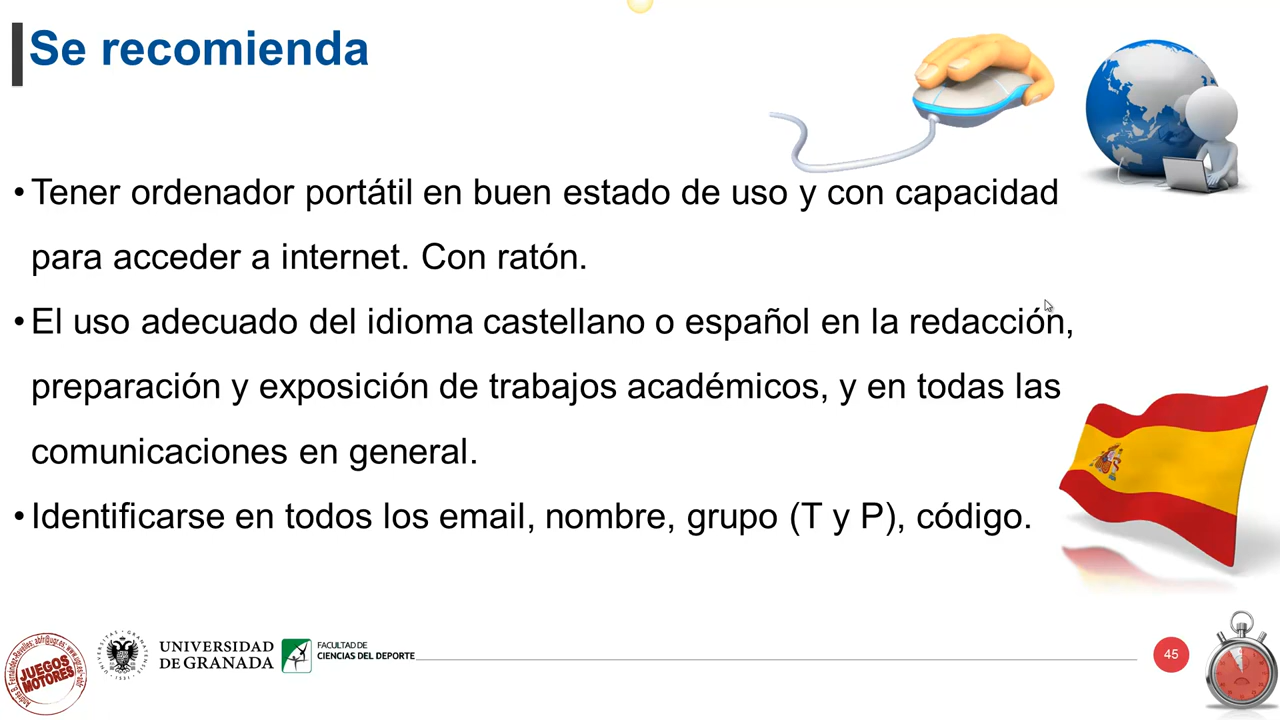 Se recomienda
• Tener ordenador portátil en buen estado de uso y con capacidad
para acceder a internet. Con ratón.
• El uso adecuado del idioma castellano o español en la redacción,
preparación y exposición de trabajos académicos, y en todas las
comunicaciones en general.
• Identificarse en todos los email, nombre, grupo (T y P), código.
JUEGOS
MOTORES
UNIVERSIDAD
DE GRANADA
FACULTAD DE
CIENCIAS DEL DEPORTE
45